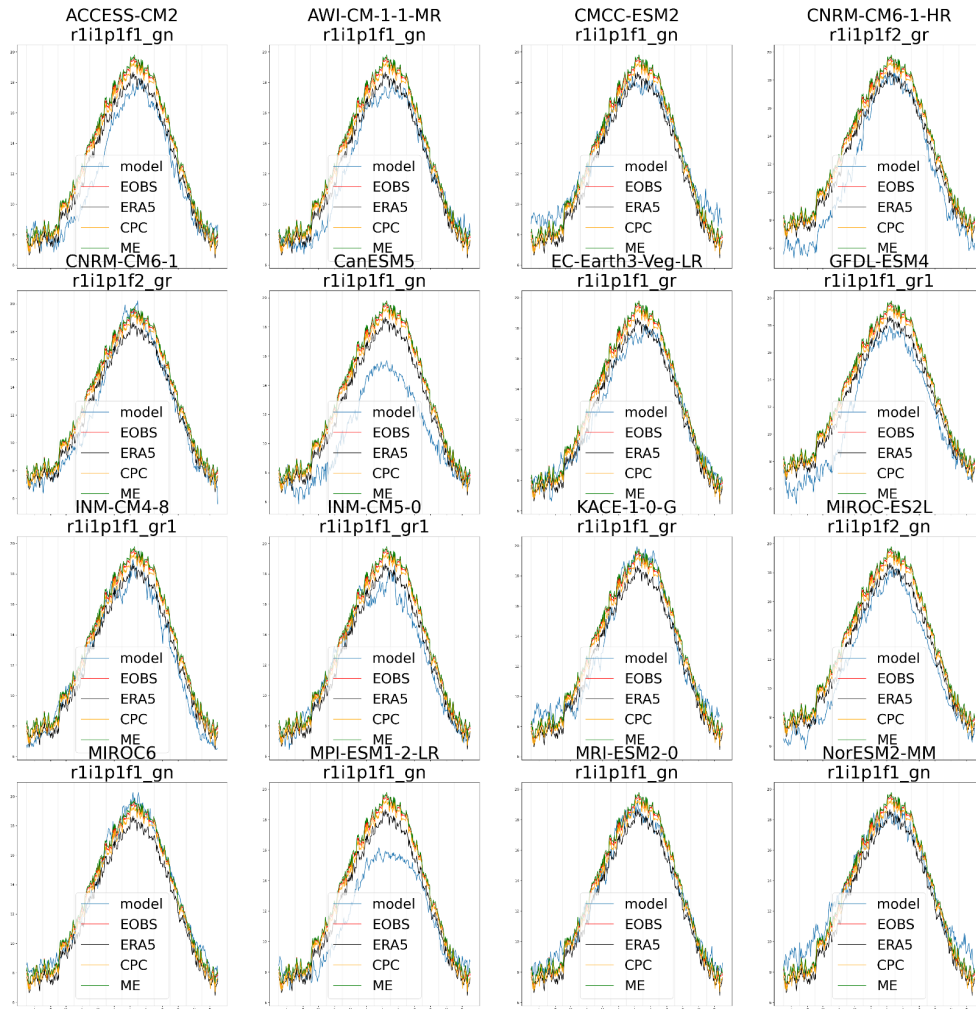 ACCESS-CM2
r1i1p1f1_gn
AWI-CM-1-1-MR
r1i1p1f1_gn
CMCC-ESM2
r1i1p1f1_gn
CNRM-CM6-1-HR
r1i1p1f2_gr
model
EOBS
ERA5
CPC
ME
model
EOBS
ERA5
CPC
ME
model
EOBS
ERA5
CPC
ME
model
EOBS
ERA5
CPC
ME
CNRM-CM6-1
r1i1p1f2_gr
CanESM5
r1i1p1f1_gn
EC-Earth3-Veg-LR
r1i1p1f1_gr
GFDL-ESM4
r1i1p1f1_gr1
model
EOBS
ERA5
CPC
ME
model
EOBS
ERA5
CPC
ME
model
EOBS
ERA5
CPC
ME
model
EOBS
ERA5
CPC
ME
INM-CM4-8
r1i1p1f1_gr1
INM-CM5-0
r1i1p1f1_gr1
KACE-1-0-G
r1i1p1f1_gr
MIROC-ES2L
r1i1p1f2_gn
model
EOBS
ERA5
CPC
ME
model
EOBS
ERA5
CPC
ME
model
EOBS
ERA5
CPC
ME
model
EOBS
ERA5
CPC
ME
MIROC6
r1i1p1f1_gn
MPI-ESM1-2-LR
r1i1p1f1_gn
MRI-ESM2-0
r1i1p1f1_gn
NorESM2-MM
r1i1p1f1_gn
model
EOBS
ERA5
CPC
ME
model
EOBS
ERA5
CPC
ME
model
EOBS
ERA5
CPC
ME
model
EOBS
ERA5
CPC
ME